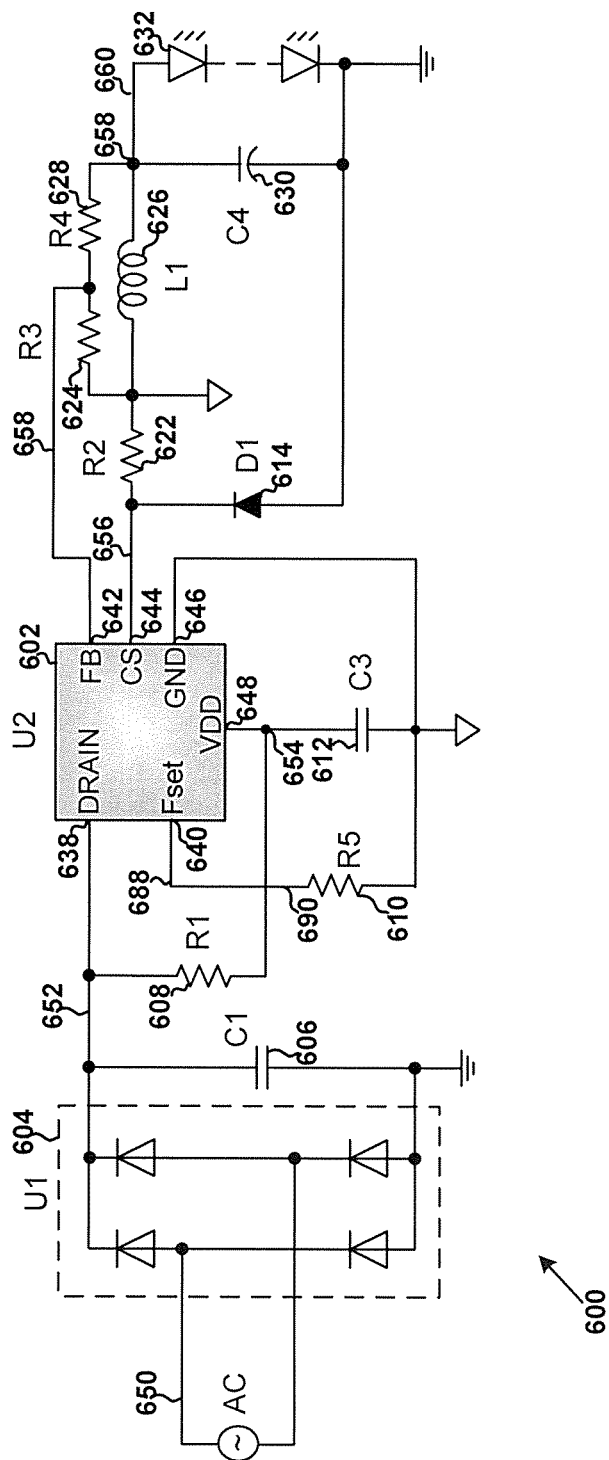 600
650
AC
~
U1
604
652
C1
606
R1
608
688
690
R5
610
U2
602
638
DRAIN
Fset
640
FB
642
CS
644
GND
646
VDD
648
654
612
C3
658
656
R2
622
D1
614
R3
624
R4
628
L1
626
658
660
C4
630
632